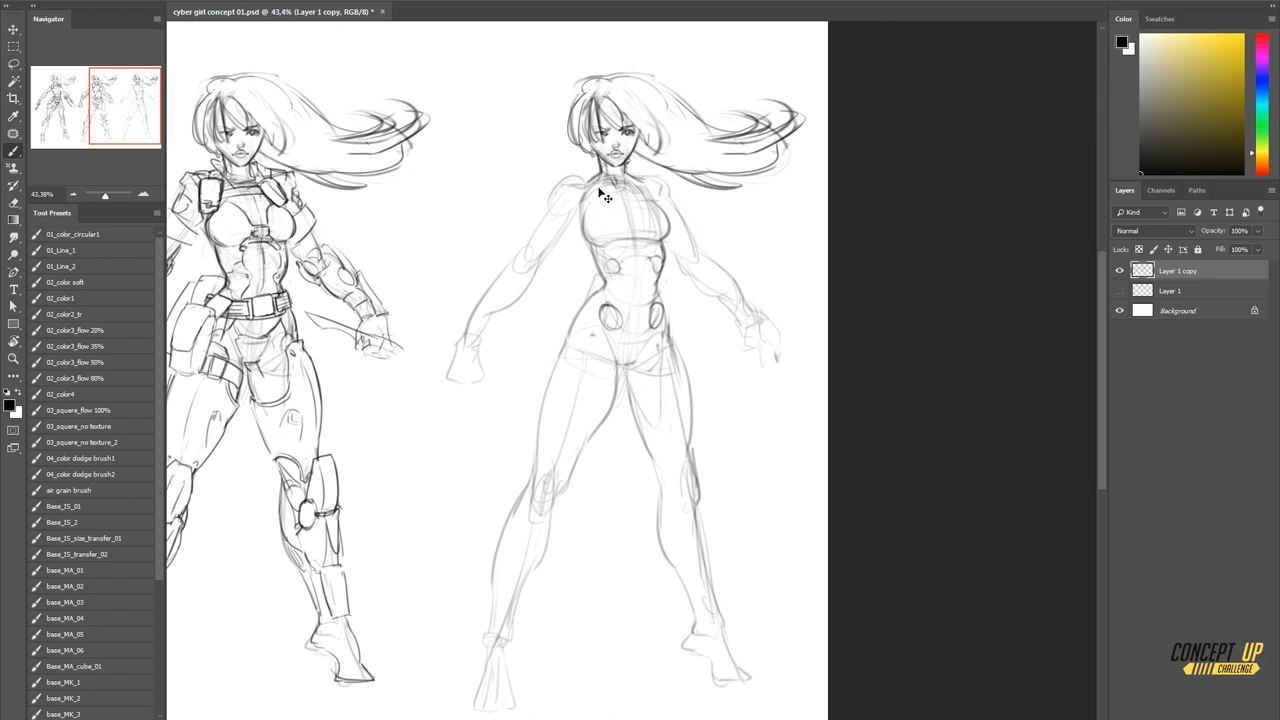 cyber girl concept 01.psd @ 43,4% (Layer 1 copy, RGB/8) *
Navigator
43,38%
Tool Presets
01_color_circular1
01_Line_1
01_Line_2
02_color soft
02_color1
02_color2_tr
02_color3_flow 20%
02_color3_flow 35%
02_color3_flow 50%
02_color3_flow 80%
02_color4
03_squere_flow 100%
03_squere_no texture
03_squere_no texture_2
04_color dodge brush1
04_color dodge brush2
air grain brush
Base_IS_01
Base_IS_2
Base_IS_size_transfer_01
Base_IS_transfer_02
base_MA_01
base_MA_02
base_MA_03
base_MA_04
base_MA_05
base_MA_06
Base_MA_cube_01
base_MK_1
base_MK_2
base_MK_3
Color Swatches
Layers Channels Paths
Kind
Normal Opacity: 100%
Lock: Fill: 100%
Layer 1 copy
Layer 1
Background
CONCEPT UP
CHALLENGE